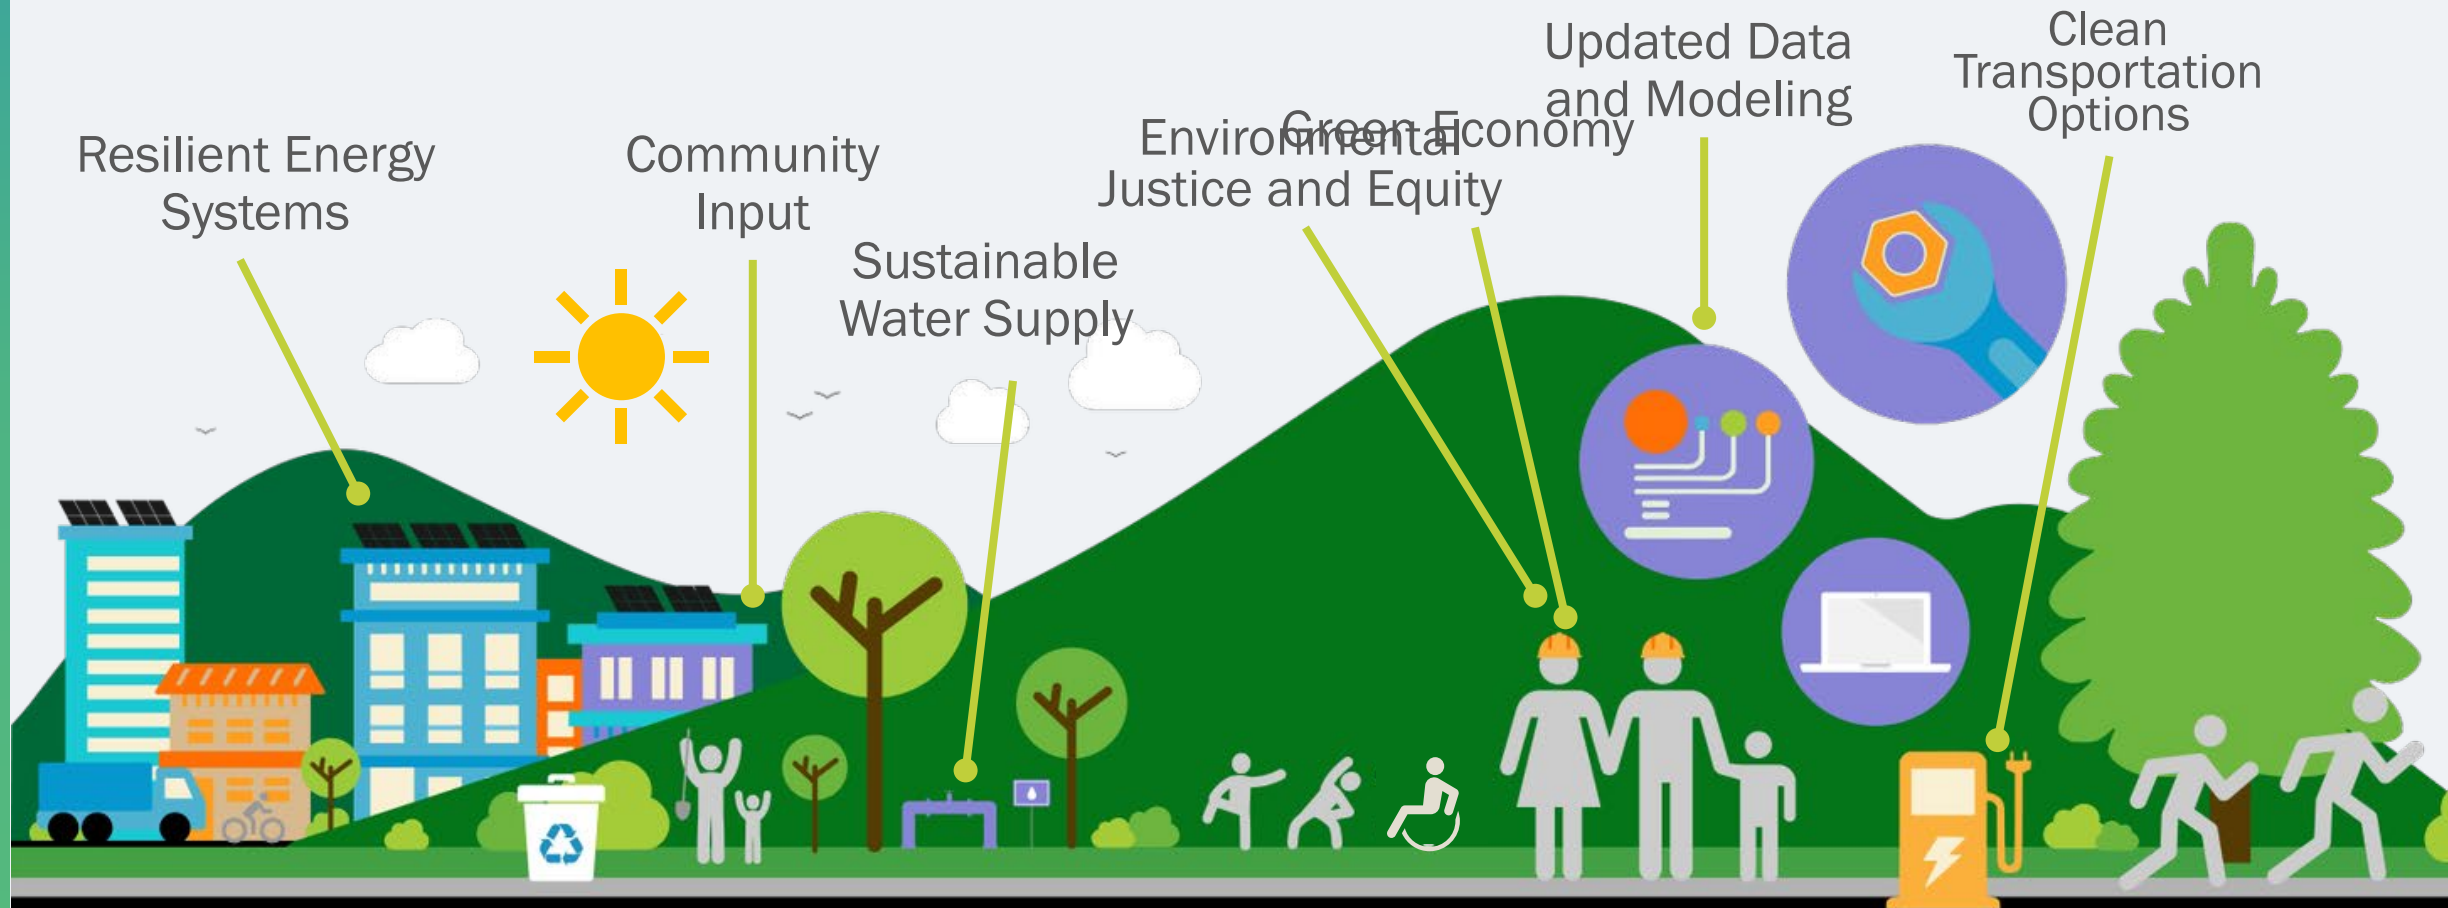 Resilient Energy
Systems
Community
Input
Sustainable
Water Supply
Environmental
Justice and Equity
Green Economy
Updated Data
and Modeling
Clean
Transportation
Options